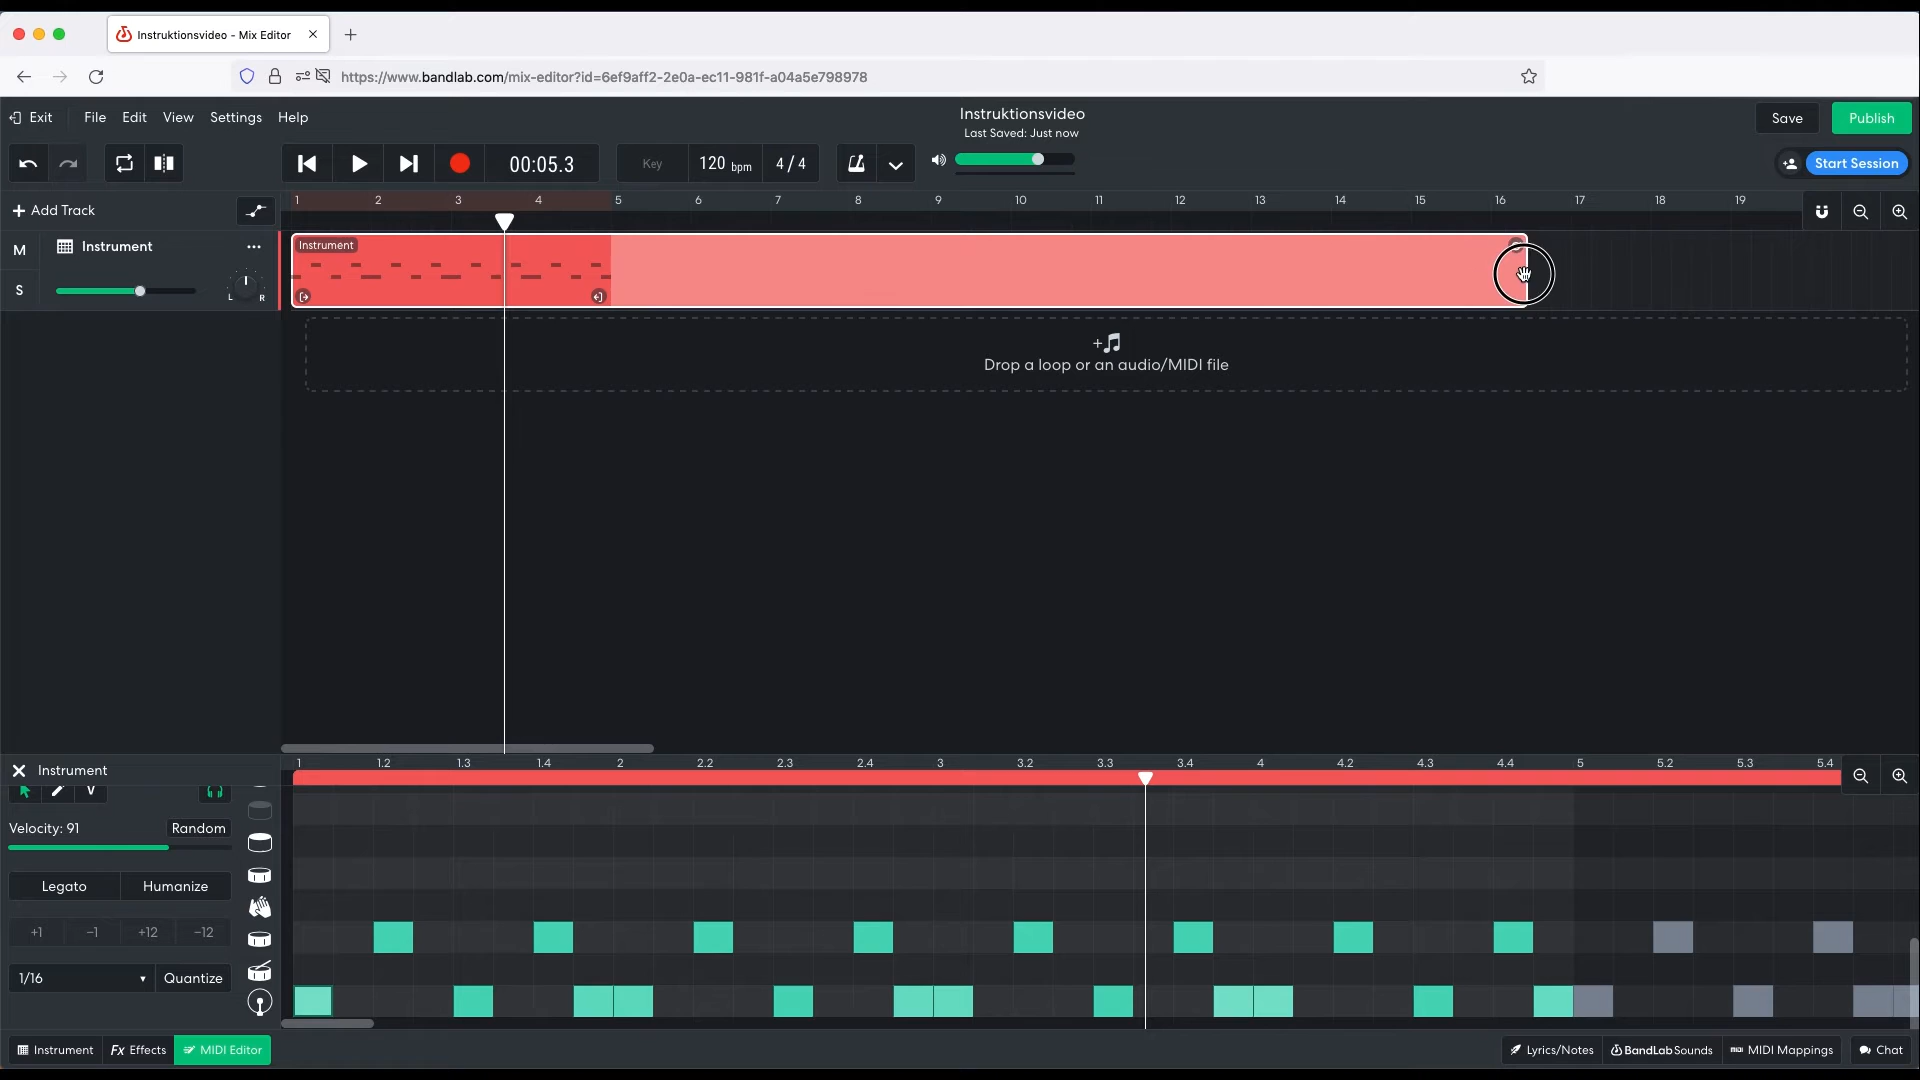 Instruktionsvideo - Mix Editor
https://www.bandlab.com/mix-editor?id=6ef9aff2-2e0a-ec11-981f-a04a5e798978
Exit File Edit View Settings Help
Instruktionsvideo
Last Saved: Just now
Save Publish
00:05.3 Key 120 bpm 4 / 4
Start Session
+ Add Track
1 2 3 4 5 6 7 8 9 10 11 12 13 14 15 16 17 18 19
M Instrument ...
S L R
Instrument
Drop a loop or an audio/MIDI file
Instrument
1 1.2 1.3 1.4 2 2.2 2.3 2.4 3 3.2 3.3 3.4 4 4.2 4.3 4.4 5 5.2 5.3 5.4
V
Velocity: 91 Random
Legato Humanize
+1 -1 +12 -12
1/16 Quantize
Instrument Fx Effects MIDI Editor
Lyrics/Notes BandLab Sounds MIDI MIDI Mappings Chat